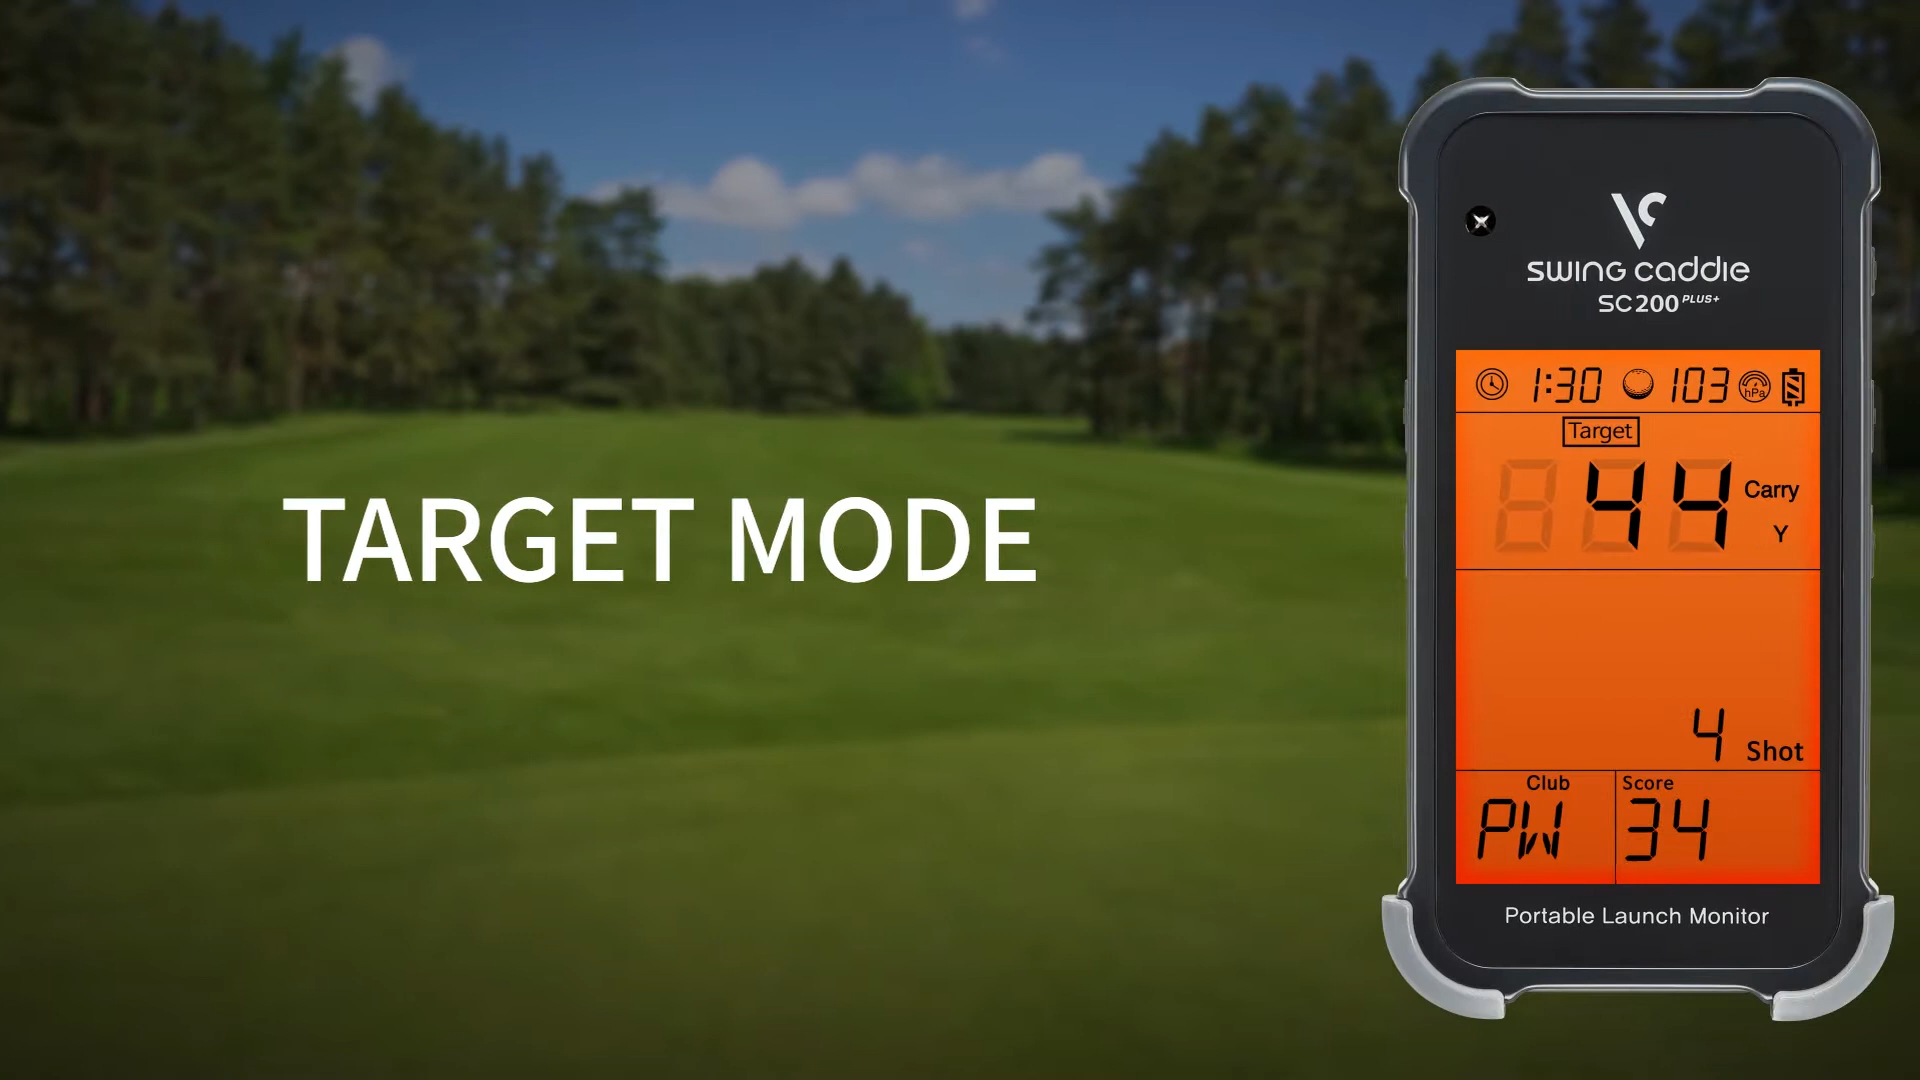 TARGET MODE
SWING caddie
SC200 PLUS+
1:30 103 hPa
Target
44 Carry
Y
4 Shot
Club Score
PW 34
Portable Launch Monitor